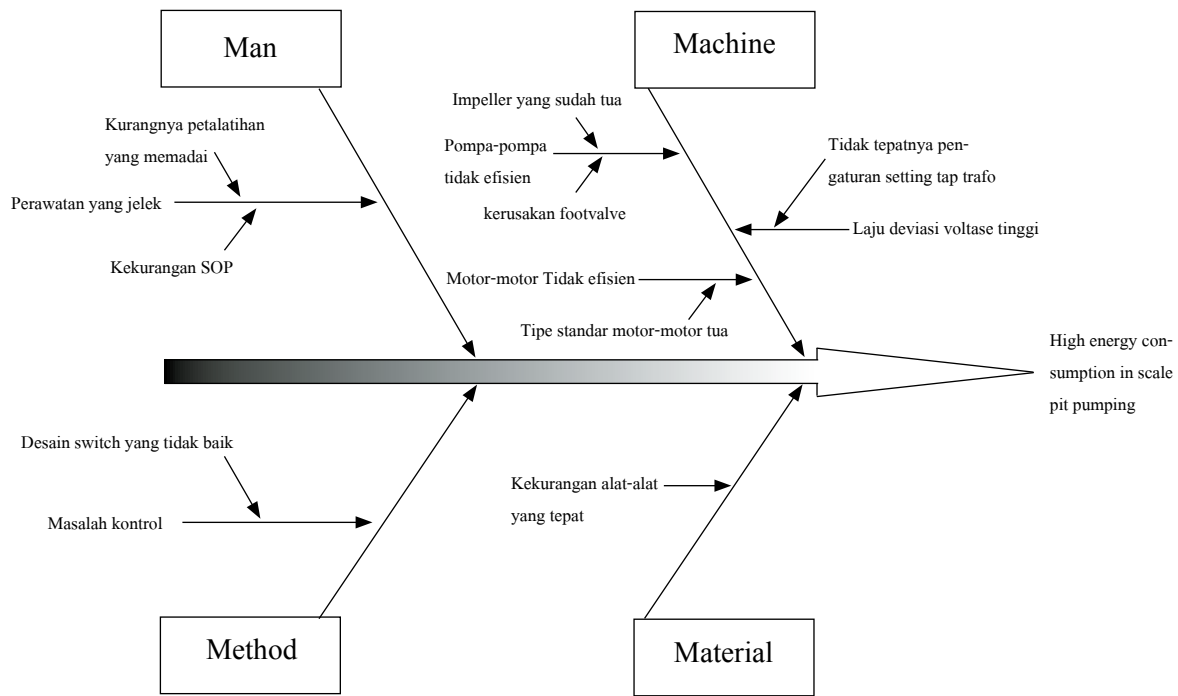 Man
Machine
Kurangnya petalatihan
yang memadai
Perawatan yang jelek
Kekurangan SOP
Impeller yang sudah tua
Pompa-pompa
tidak efisien
kerusakan footvalve
Tidak tepatnya pen-
gaturan setting tap trafo
Laju deviasi voltase tinggi
Motor-motor Tidak efisien
Tipe standar motor-motor tua
High energy con-
sumption in scale
pit pumping
Desain switch yang tidak baik
Masalah kontrol
Kekurangan alat-alat
yang tepat
Method
Material